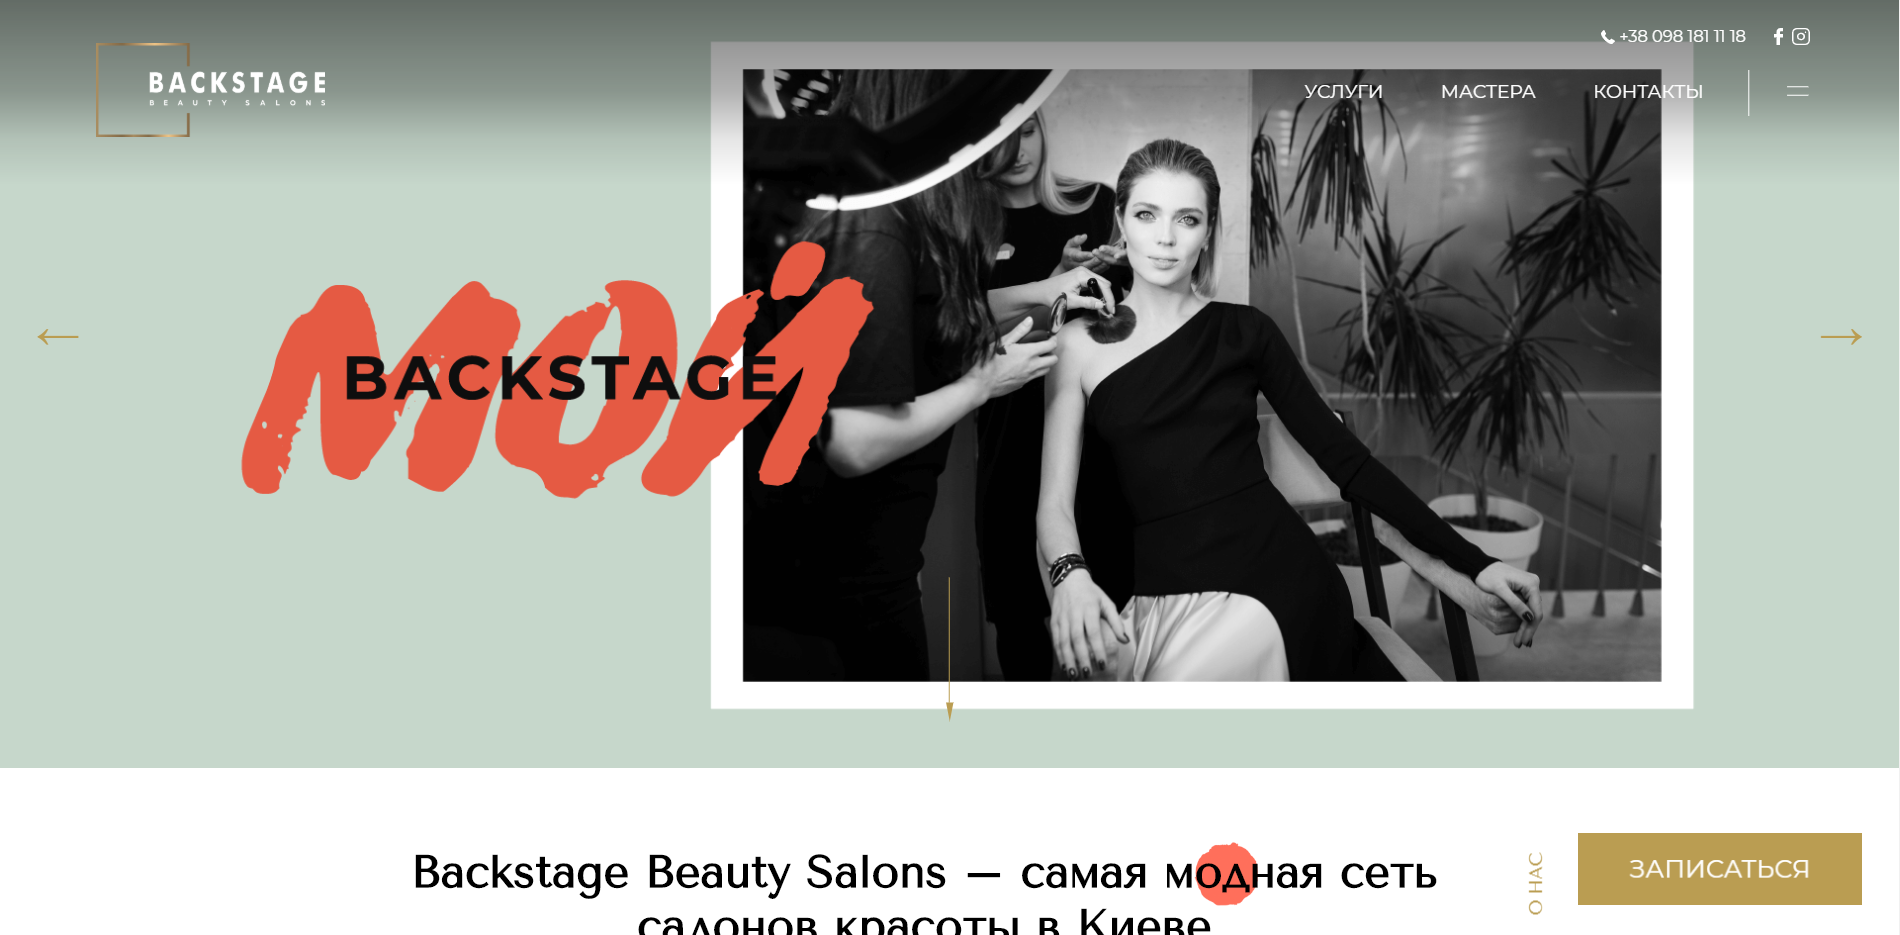 +38 098 181 11 18
BACKSTAGE
BEAUTY SALONS
УСЛУГИ МАСТЕРА КОНТАКТЫ
мой
BACKSTAGE
Backstage Beauty Salons – самая модная сеть
салонов красоты в Киеве
О НАС
ЗАПИСАТЬСЯ